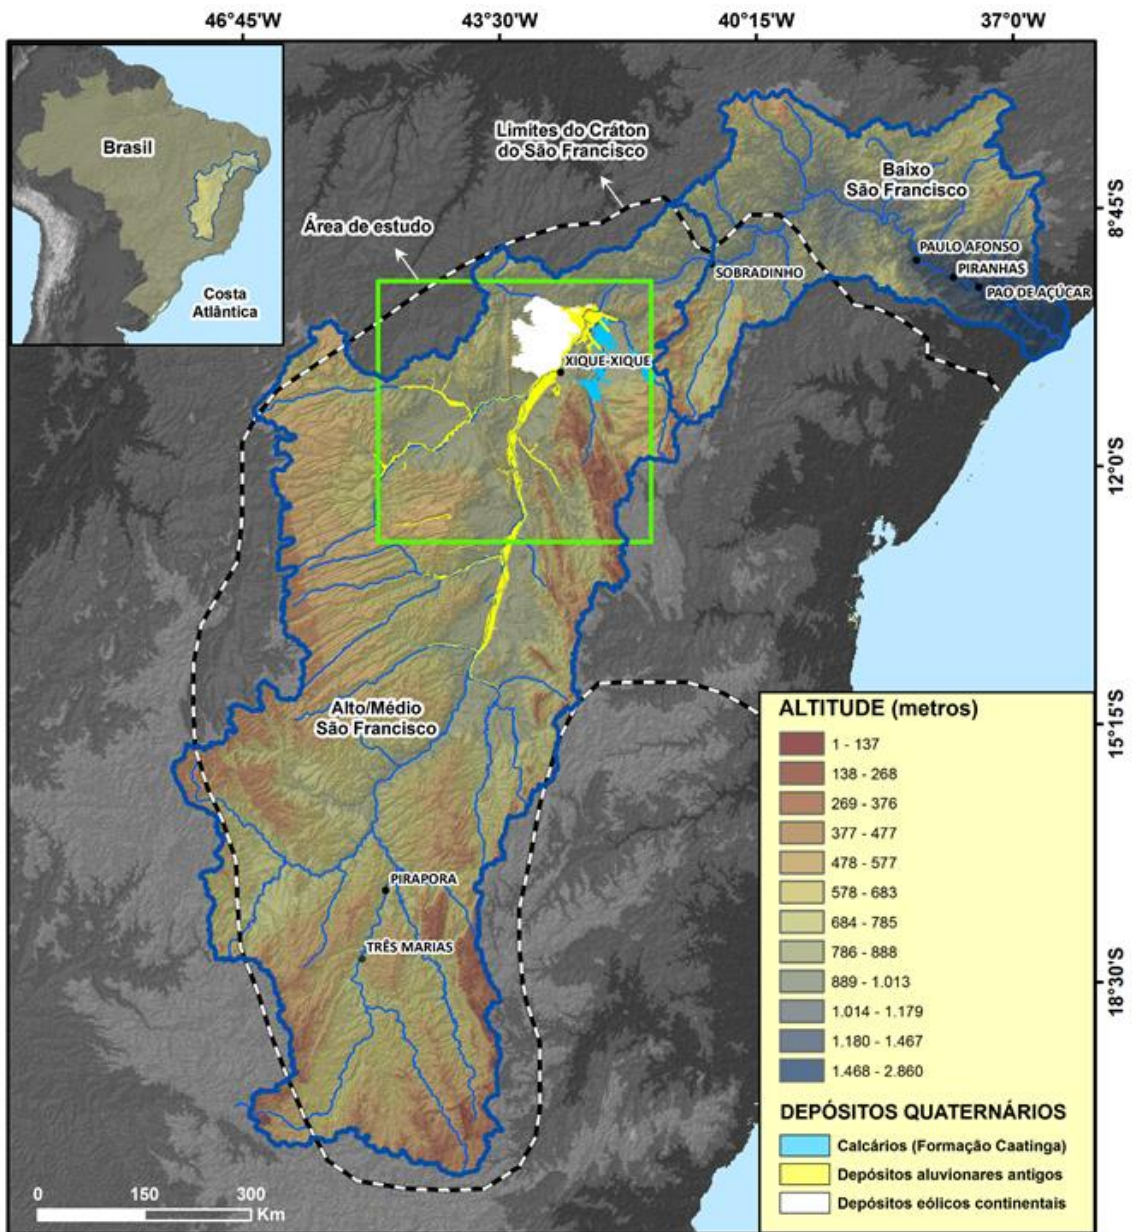 46°45'W
43°30'W
40°15'W
37°0'W
Brasil
Costa
Atlântica
Limites do Cráton
do São Francisco
Área de estudo
Baixo
São Francisco
8°45'S
PAULO AFONSO
PIRANHAS
PAO DE AÇÚCAR
SOBRADINHO
XIQUE-XIQUE
12°0'S
Alto/Médio
São Francisco
15°15'S
PIRAPORA
TRÊS MARIAS
18°30'S
ALTITUDE (metros)
1 - 137
138 - 268
269 - 376
377 - 477
478 - 577
578 - 683
684 - 785
786 - 888
889 - 1.013
1.014 - 1.179
1.180 - 1.467
1.468 - 2.860
DEPÓSITOS QUATERNÁRIOS
Calcários (Formação Caatinga)
Depósitos aluvionares antigos
Depósitos eólicos continentais
0 150 300
Km